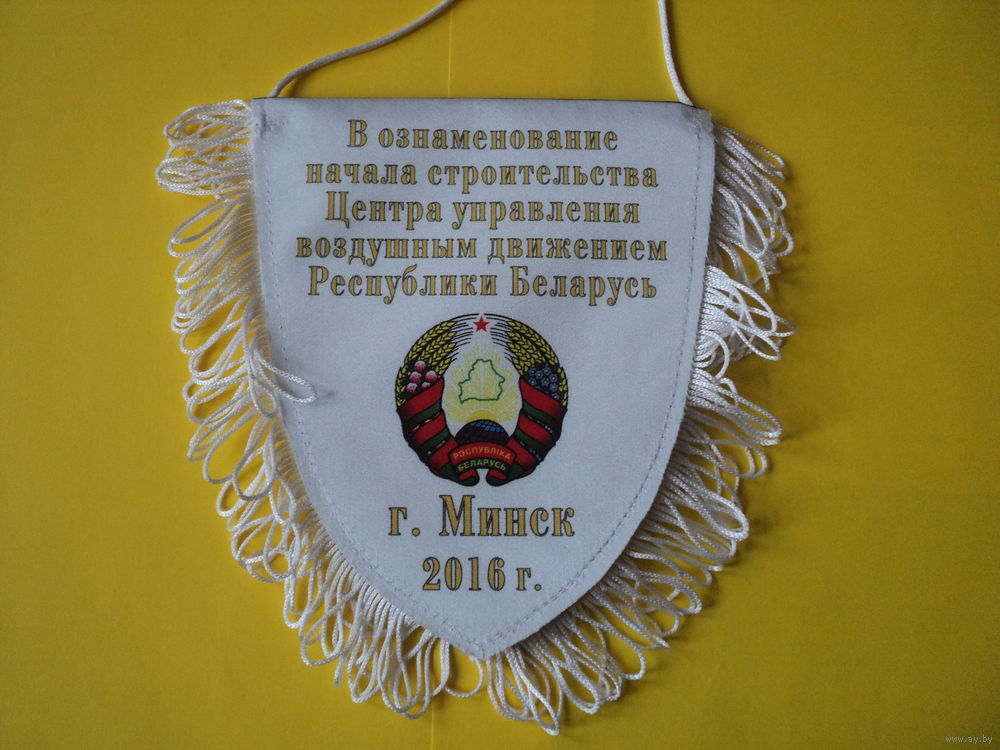 В ознаменование
начала строительства
Центра управления
воздушным движением
Республики Беларусь
РЭСПУБЛІКА
БЕЛАРУСЬ
г. Минск
2016 г.
www.ay.by